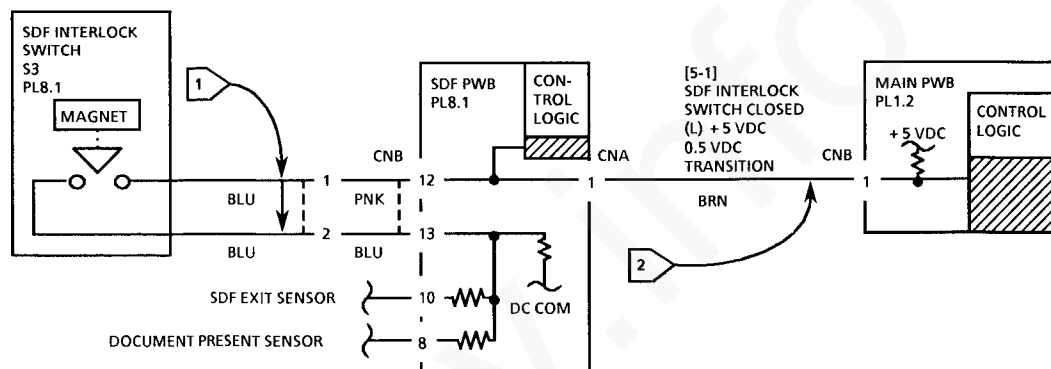 SDF INTERLOCK
SWITCH
S3
PL8.1
MAGNET
1
BLU
BLU
1
2
PNK
BLU
CNB
12
13
10
8
SDF EXIT SENSOR
DOCUMENT PRESENT SENSOR
SDF PWB
PL8.1
CON-
TROL
LOGIC
DC COM
CNA
1
[5-1]
SDF INTERLOCK
SWITCH CLOSED
(L) + 5 VDC
0.5 VDC
TRANSITION
BRN
2
CNB
1
MAIN PWB
PL1.2
+ 5 VDC
CONTROL
LOGIC